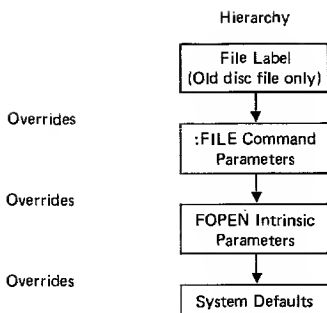 Hierarchy
File Label
(Old disc file only)
Overrides
:FILE Command
Parameters
Overrides
FOPEN Intrinsic
Parameters
Overrides
System Defaults